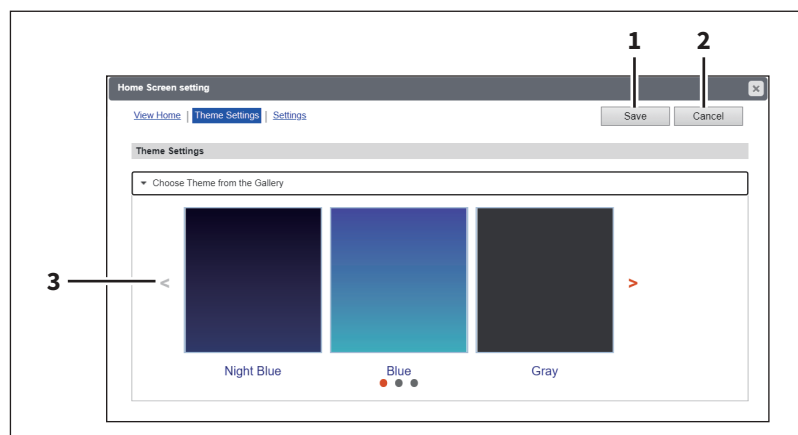 1 2
Home Screen setting ×
View Home | Theme Settings | Settings Save Cancel
Theme Settings
Choose Theme from the Gallery
3 < >
Night Blue Blue Gray